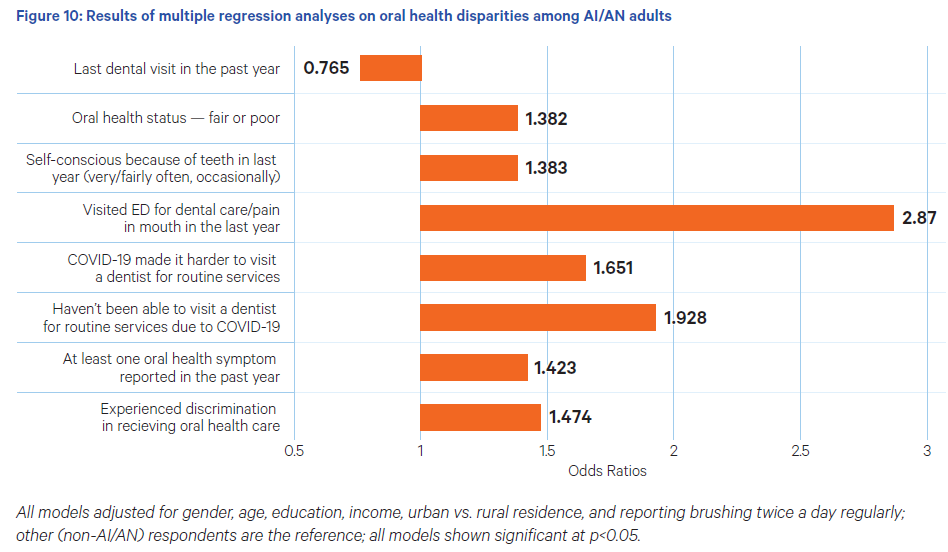 Figure 10: Results of multiple regression analyses on oral health disparities among AI/AN adults
Last dental visit in the past year
0.765
Oral health status — fair or poor
1.382
Self-conscious because of teeth in last
year (very/fairly often, occasionally)
1.383
Visited ED for dental care/pain
in mouth in the last year
2.87
COVID-19 made it harder to visit
a dentist for routine services
1.651
Haven't been able to visit a dentist
for routine services due to COVID-19
1.928
At least one oral health symptom
reported in the past year
1.423
Experienced discrimination
in recieving oral health care
1.474
0.5 1 1.5 2 2.5 3
Odds Ratios
All models adjusted for gender, age, education, income, urban vs. rural residence, and reporting brushing twice a day regularly;
other (non-AI/AN) respondents are the reference; all models shown significant at p<0.05.